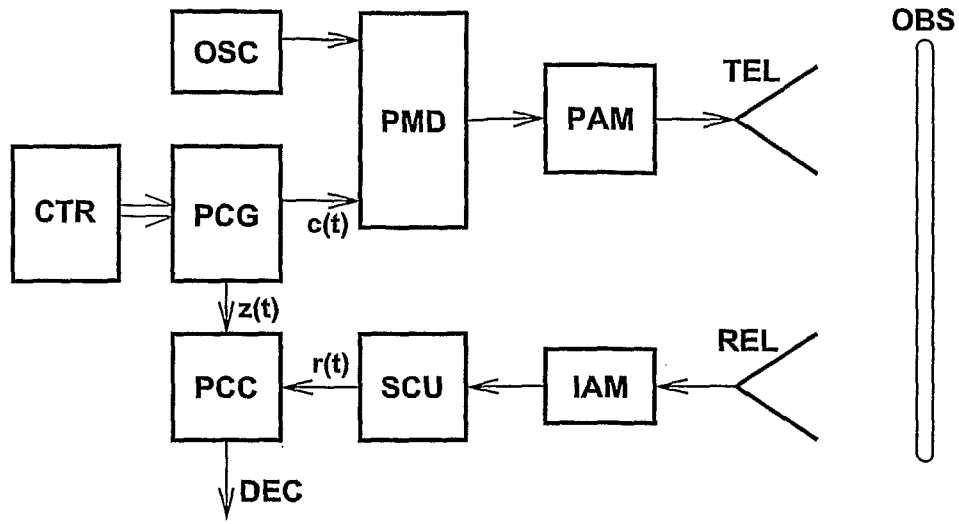 OBS
OSC
TEL
PMD
PAM
CTR
PCG
c(t)
z(t)
REL
r(t)
PCC
SCU
IAM
DEC